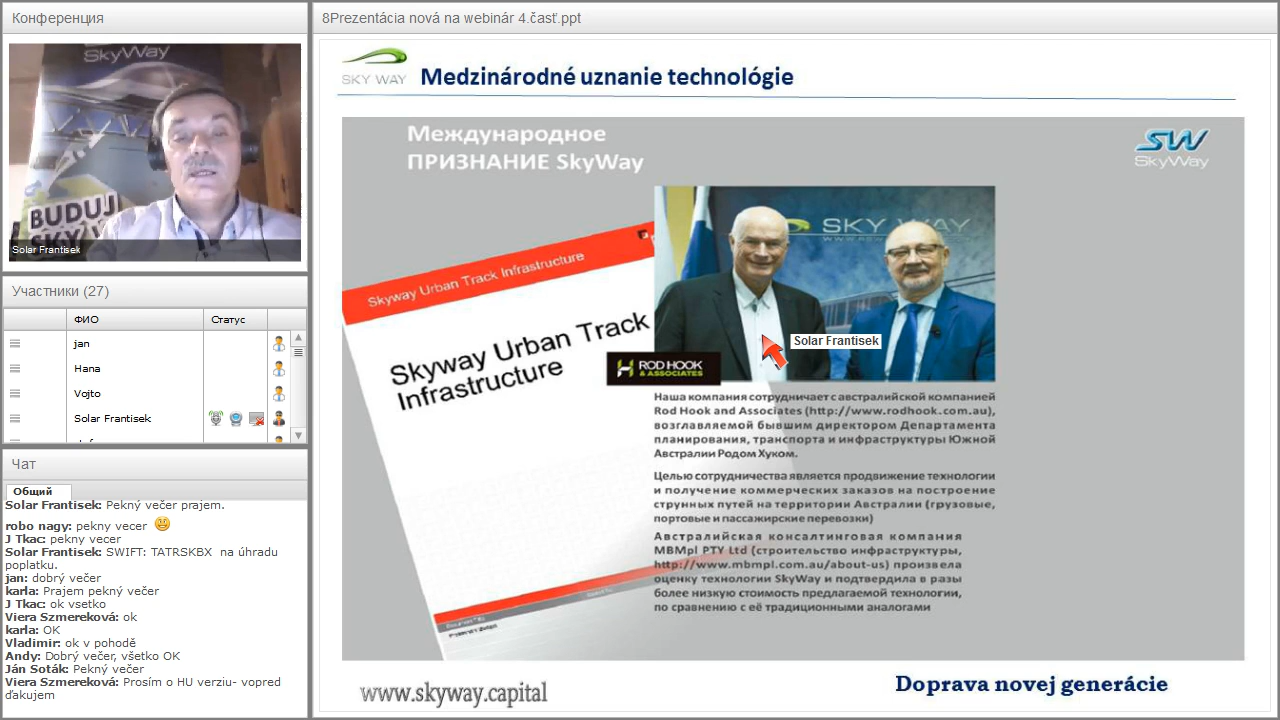 Конференция
SkyWay
BUDUJ
Solar Frantisek
Участники (27)
ФИО Статус
jan
Hana
Vojto
Solar Frantisek
Чат
Общий
Solar Frantisek: Pekný večer prajem.
robo nagy: pekny vecer
J Tkac: pekny vecer
Solar Frantisek: SWIFT: TATRSKBX na úhradu
poplatku.
jan: dobrý večer
karla: Prajem pekný večer
J Tkac: ok vsetko
Viera Szmereková: ok
karla: OK
Vladimir: ok v pohodě
Andy: Dobrý večer, všetko OK
Ján Soták: Pekný večer
Viera Szmereková: Prosím o HU verziu- vopred
ďakujem
8Prezentácia nová na webinár 4.časť.ppt
SKY WAY
Medzinárodné uznanie technológie
Международное
ПРИЗНАНИЕ SkyWay
SW
SkyWay
SKY WAY
Skyway Urban Track Infrastructure
Skyway Urban Track
Infrastructure
ROD HOOK
& ASSOCIATES
Solar Frantisek
Наша компания сотрудничает с австралийской компанией
Rod Hook and Associates (http://www.rodhook.com.au),
возглавляемой бывшим директором Департамента
планирования, транспорта и инфраструктуры Южной
Австралии Родом Хуком.
Целью сотрудничества является продвижение технологии
и получение коммерческих заказов на построение
струнных путей на территории Австралии (грузовые,
портовые и пассажирские перевозки)
Австралийская консалтинговая компания
MBMpl PTY Ltd (строительство инфраструктуры,
http://www.mbmpl.com.au/about-us) произвела
оценку технологии SkyWay и подтвердила в разы
более низкую стоимость предлагаемой технологии,
по сравнению с её традиционными аналогами
www.skyway.capital
Doprava novej generácie